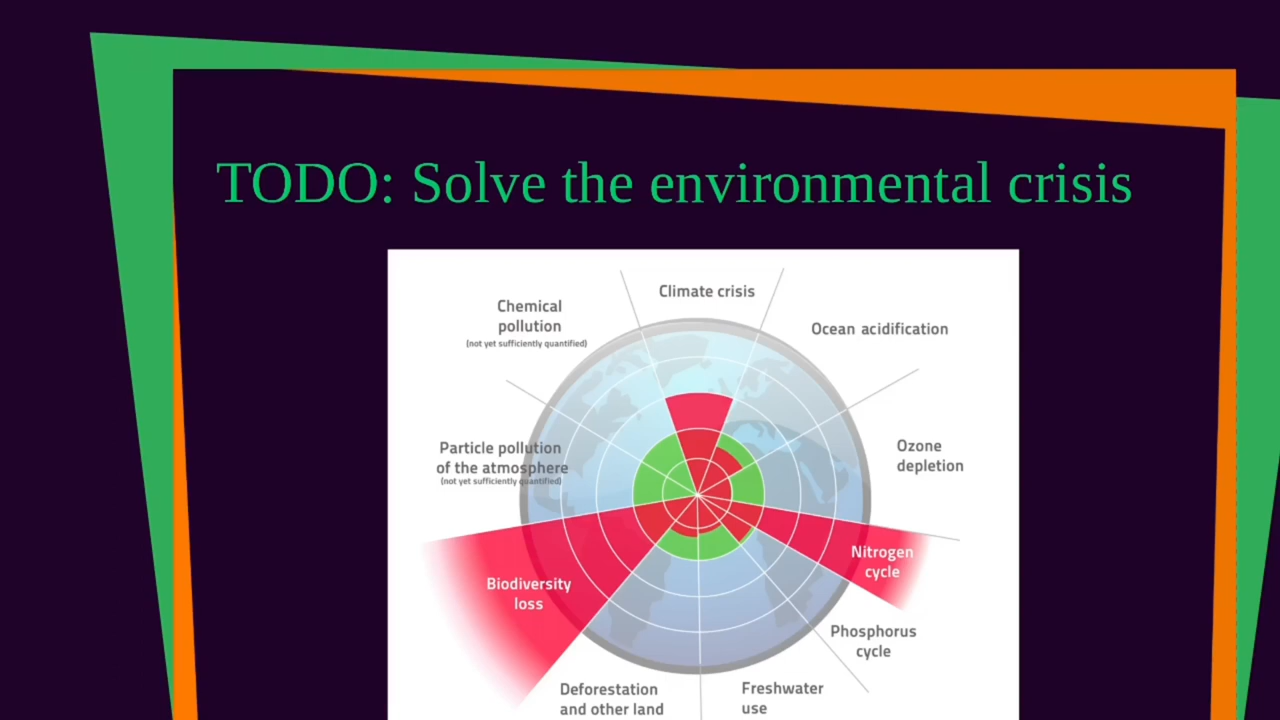 TODO: Solve the environmental crisis
Climate crisis
Chemical
pollution
(not yet sufficiently quantified)
Ocean acidification
Particle pollution
of the atmosphere
(not yet sufficiently quantified)
Ozone
depletion
Nitrogen
cycle
Biodiversity
loss
Phosphorus
cycle
Deforestation
and other land
Freshwater
use